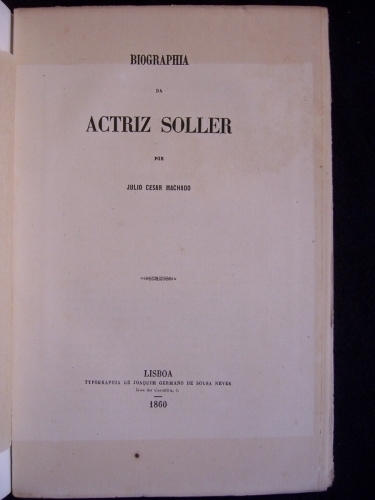 BIOGRAPHIA
DA
ACTRIZ SOLLER
POR
JULIO CESAR MACHADO
LISBOA
TYPOGRAPHIA DE JOAQUIM GERMANO DE SOUSA NEVES
1860